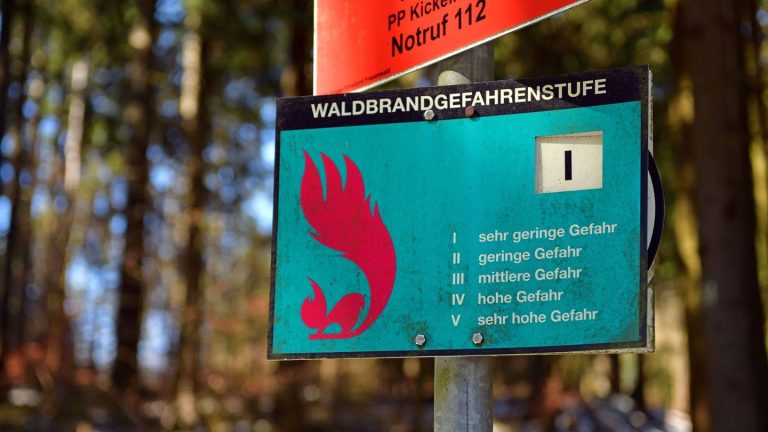 PP
Notruf 112
WALDBRANDGEFAHRENSTUFE
I
I sehr geringe Gefahr
II geringe Gefahr
III mittlere Gefahr
IV hohe Gefahr
V sehr hohe Gefahr